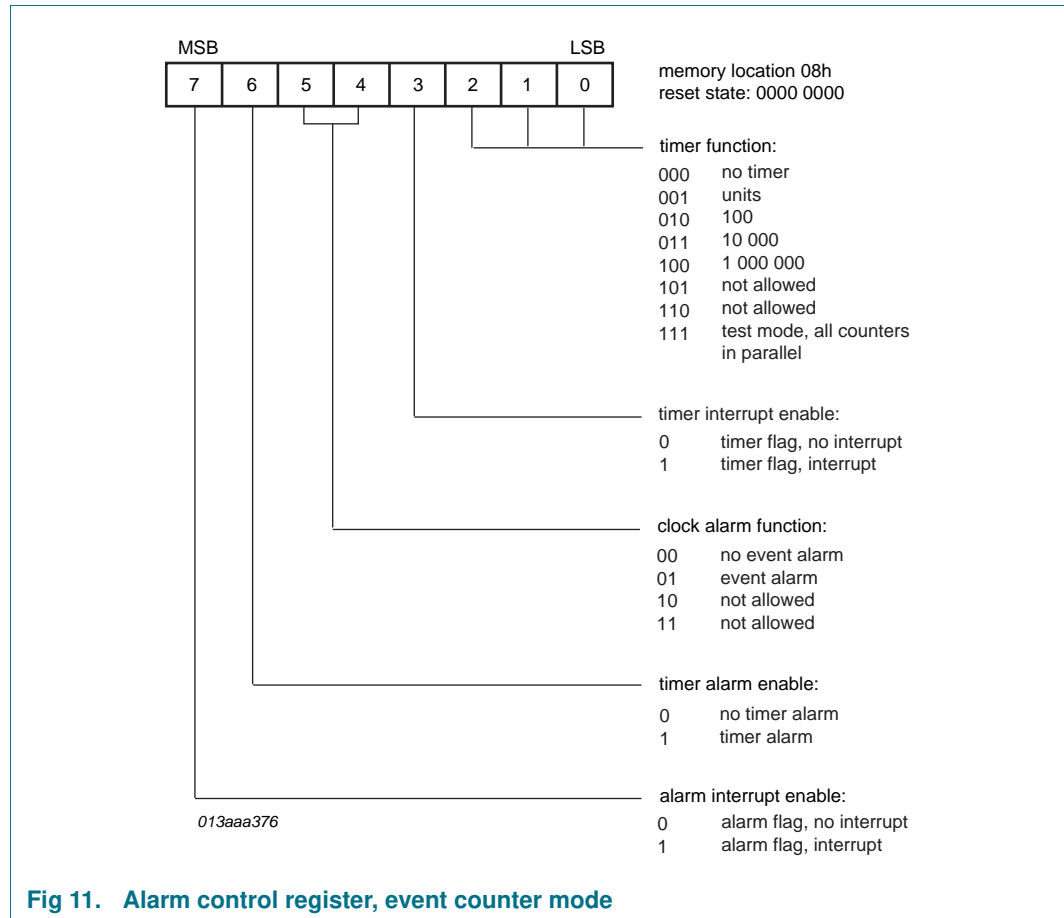 MSB LSB
7 6 5 4 3 2 1 0
memory location 08h
reset state: 0000 0000
timer function:
000 no timer
001 units
010 100
011 10 000
100 1 000 000
101 not allowed
110 not allowed
111 test mode, all counters
in parallel
timer interrupt enable:
0 timer flag, no interrupt
1 timer flag, interrupt
clock alarm function:
00 no event alarm
01 event alarm
10 not allowed
11 not allowed
timer alarm enable:
0 no timer alarm
1 timer alarm
alarm interrupt enable:
0 alarm flag, no interrupt
1 alarm flag, interrupt
013aaa376
Fig 11. Alarm control register, event counter mode